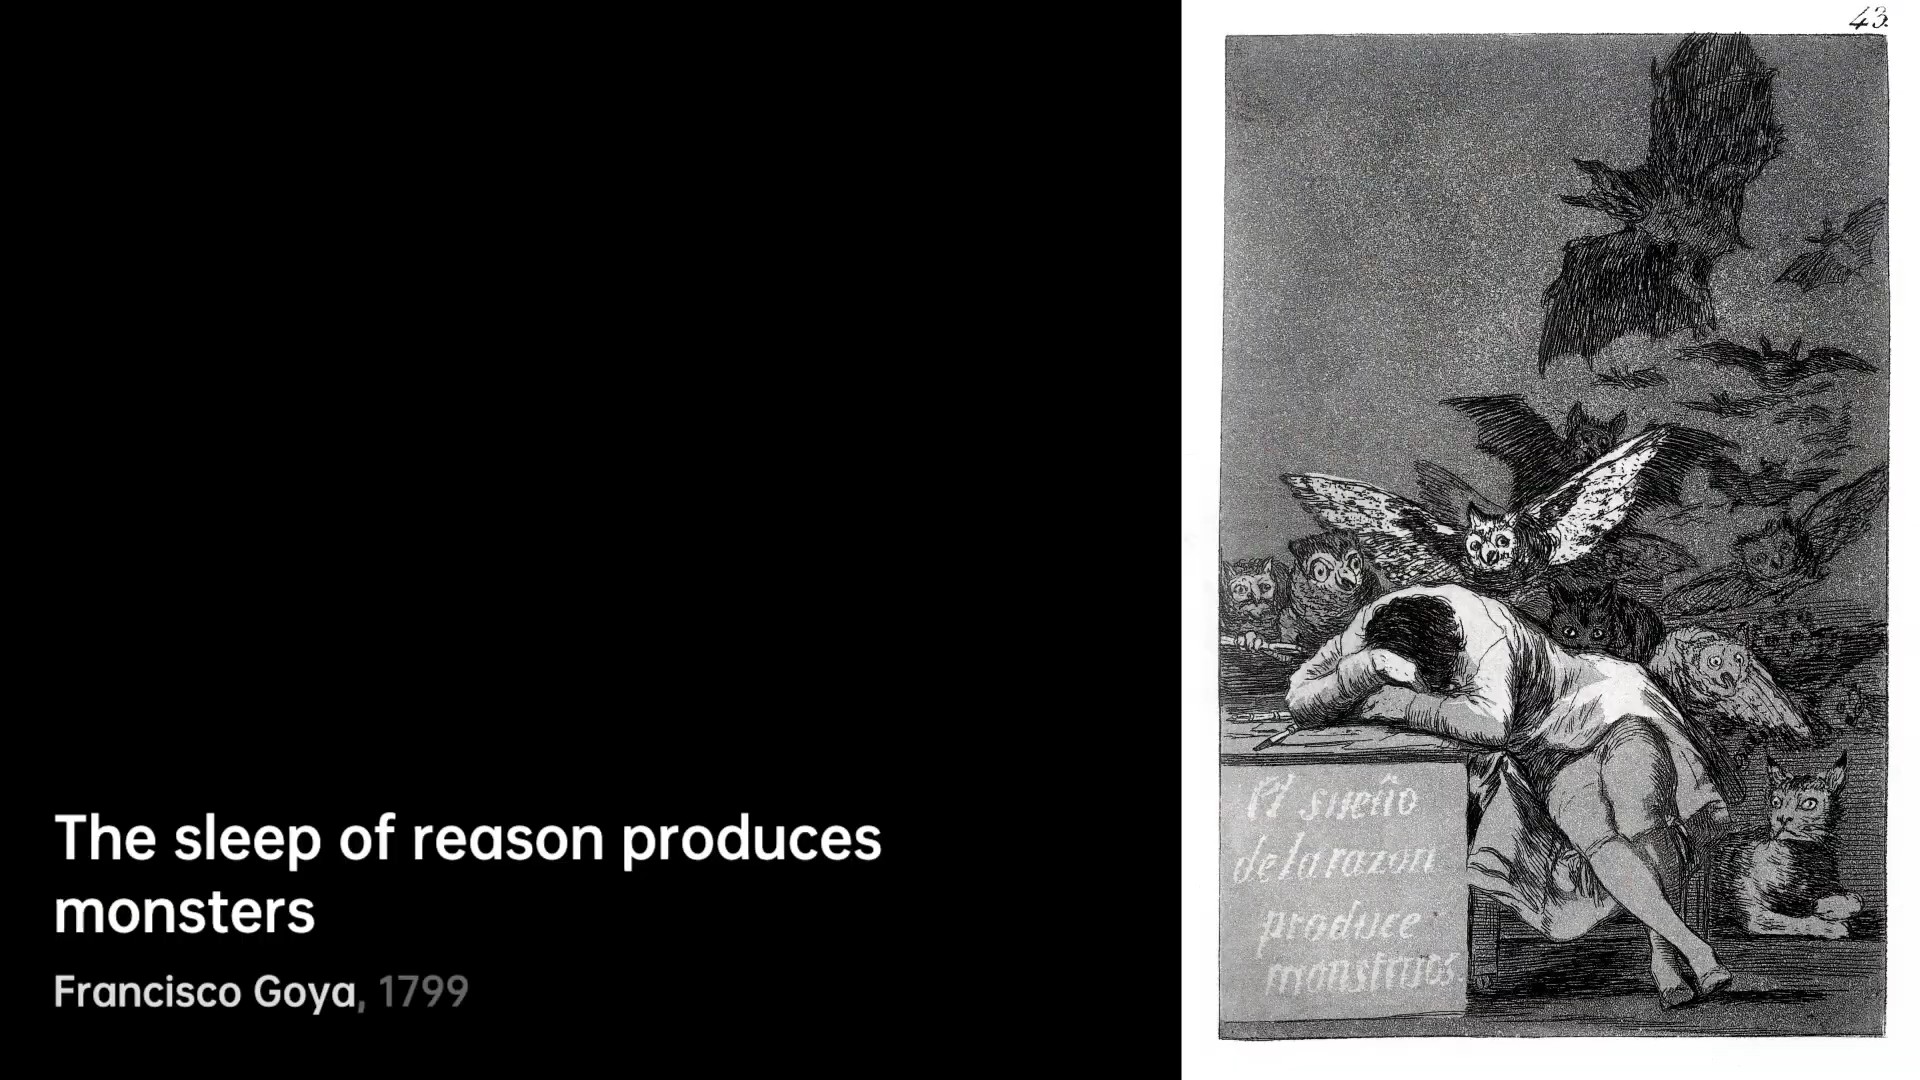 The sleep of reason produces
monsters
Francisco Goya, 1799
43.
El sueño
de la razon
produce
monstruos.